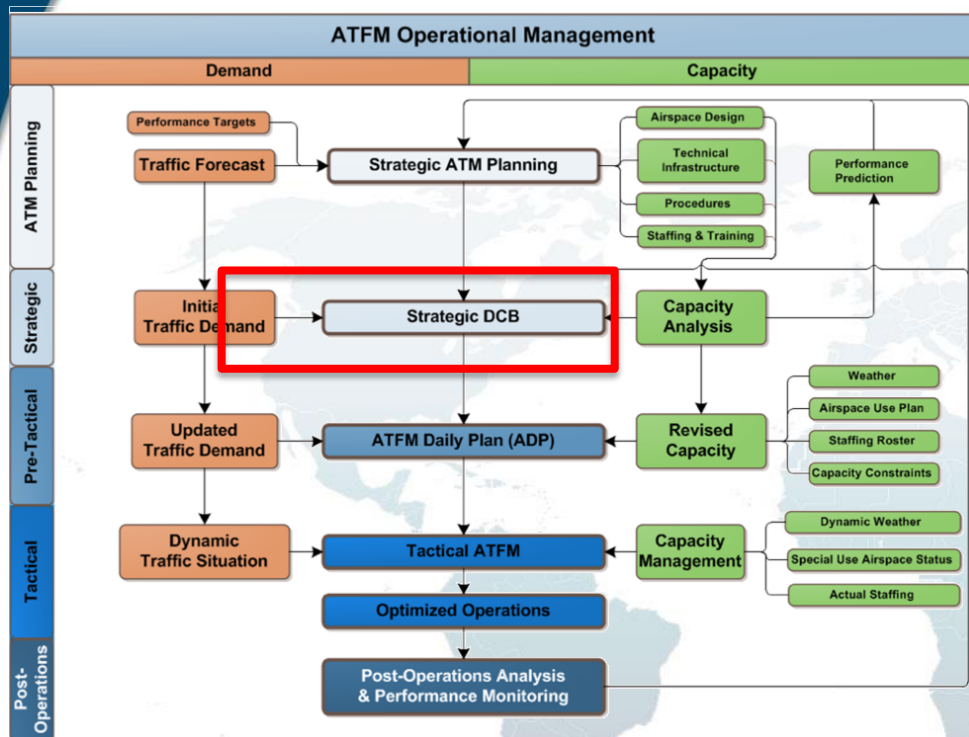 ATFM Operational Management
Demand
Capacity
ATM Planning
Performance Targets
Traffic Forecast
Strategic ATM Planning
Airspace Design
Technical
Infrastructure
Procedures
Staffing & Training
Performance
Prediction
Strategic
Initial
Traffic Demand
Strategic DCB
Capacity
Analysis
Pre-Tactical
Updated
Traffic Demand
ATFM Daily Plan (ADP)
Revised
Capacity
Weather
Airspace Use Plan
Staffing Roster
Capacity Constraints
Tactical
Dynamic
Traffic Situation
Tactical ATFM
Capacity
Management
Dynamic Weather
Special Use Airspace Status
Actual Staffing
Optimized Operations
Post-
Operations
Post-Operations Analysis
& Performance Monitoring